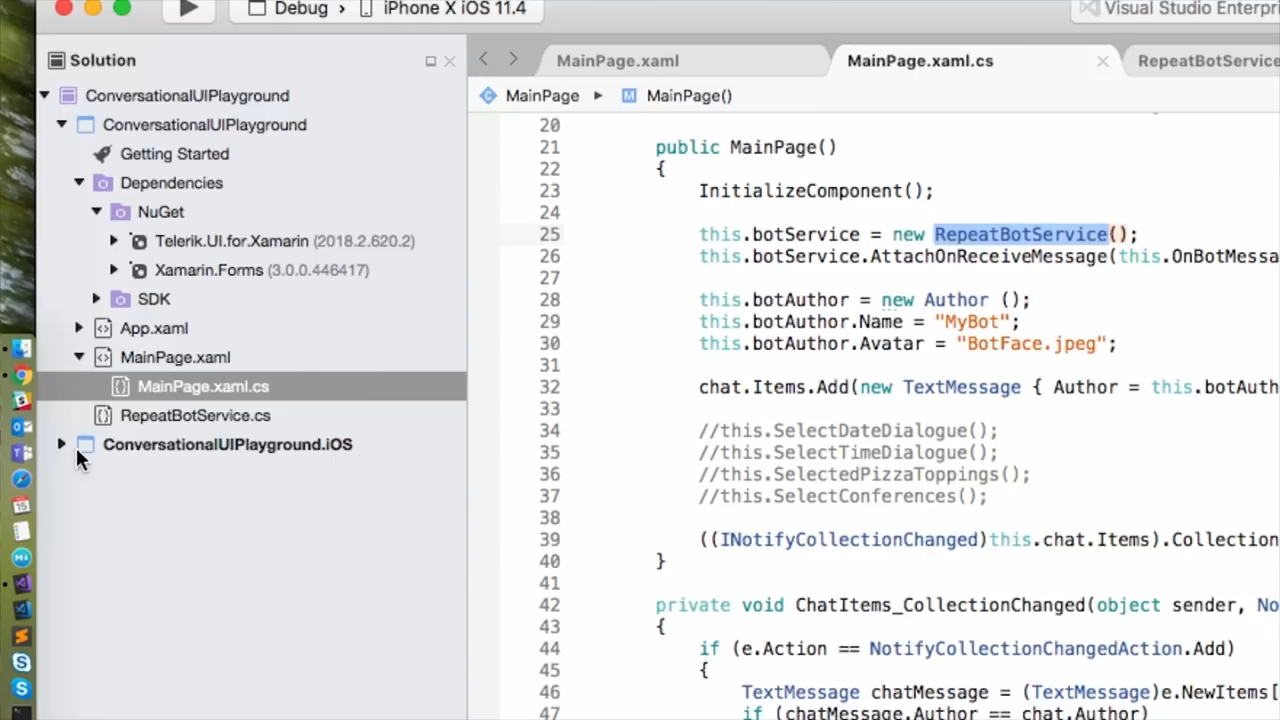 Debug › iPhone X iOS 11.4
Visual Studio Enterpr
Solution
ConversationalUIPlayground
ConversationalUIPlayground
Getting Started
Dependencies
NuGet
Telerik.UI.for.Xamarin (2018.2.620.2)
Xamarin.Forms (3.0.0.446417)
SDK
App.xaml
MainPage.xaml
MainPage.xaml.cs
RepeatBotService.cs
ConversationalUIPlayground.iOS
MainPage.xaml
MainPage.xaml.cs
RepeatBotService
MainPage
MainPage()
20
21 public MainPage()
22 {
23 InitializeComponent();
24
25 this.botService = new RepeatBotService();
26 this.botService.AttachOnReceiveMessage(this.OnBotMessa
27
28 this.botAuthor = new Author ();
29 this.botAuthor.Name = "MyBot";
30 this.botAuthor.Avatar = "BotFace.jpeg";
31
32 chat.Items.Add(new TextMessage { Author = this.botAuth
33
34 //this.SelectDateDialogue();
35 //this.SelectTimeDialogue();
36 //this.SelectedPizzaToppings();
37 //this.SelectConferences();
38
39 ((INotifyCollectionChanged)this.chat.Items).Collection
40 }
41
42 private void ChatItems_CollectionChanged(object sender, No
43 {
44 if (e.Action == NotifyCollectionChangedAction.Add)
45 {
46 TextMessage chatMessage = (TextMessage)e.NewItems[
47 if (chatMessage.Author == chat.Author)
15